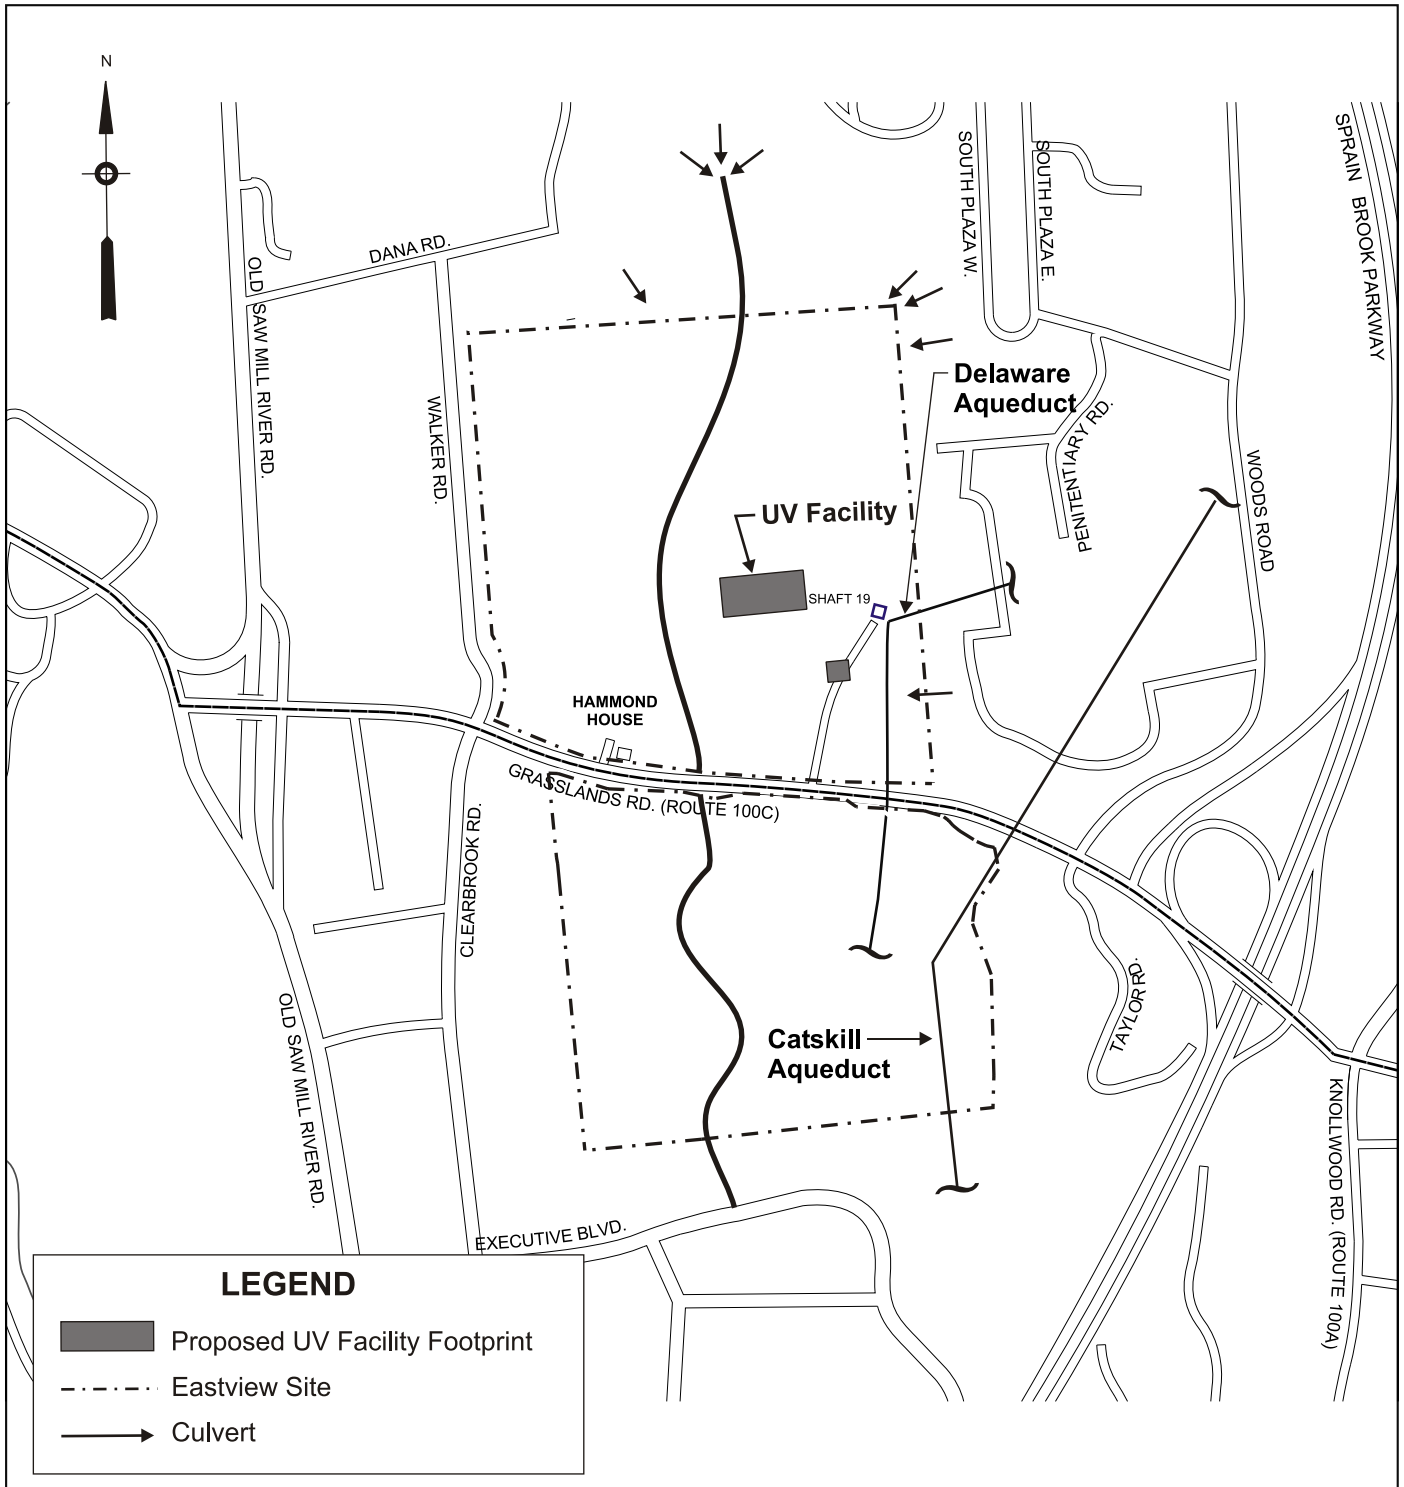 N
SOUTH PLAZA W.
SOUTH PLAZA E.
SPRAIN BROOK PARKWAY
DANA RD.
OLD SAW MILL RIVER RD.
WALKER RD.
Delaware
Aqueduct
PENITENTIARY RD.
WOODS ROAD
UV Facility
SHAFT 19
HAMMOND
HOUSE
GRASSLANDS RD. (ROUTE 100C)
CLEARBROOK RD.
OLD SAW MILL RIVER RD.
Catskill
Aqueduct
TAYLOR RD.
KNOLLWOOD RD. (ROUTE 100A)
EXECUTIVE BLVD.
LEGEND
Proposed UV Facility Footprint
Eastview Site
Culvert